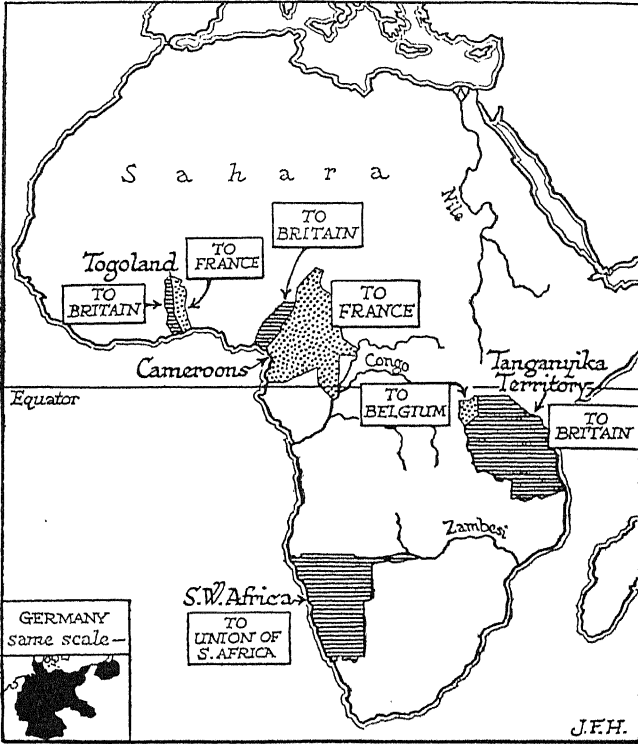 Sahara
Nile
TO
BRITAIN
TO
FRANCE
Togoland
TO
BRITAIN
TO
FRANCE
Cameroons
Congo
Tanganyika
Territory
Equator
TO
BELGIUM
TO
BRITAIN
Zambesi
S.W. Africa
TO
UNION OF
S. AFRICA
GERMANY
same scale—
J.F.H.